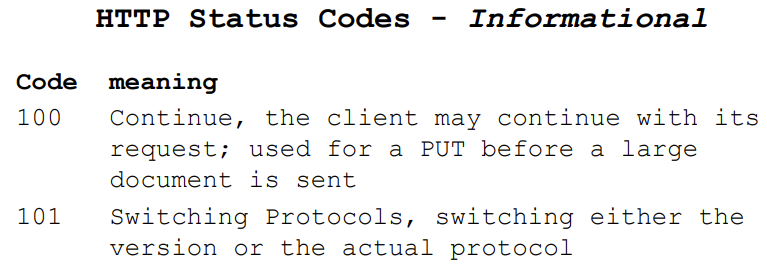 HTTP Status Codes - Informational
Code meaning
100 Continue, the client may continue with its
request; used for a PUT before a large
document is sent
101 Switching Protocols, switching either the
version or the actual protocol